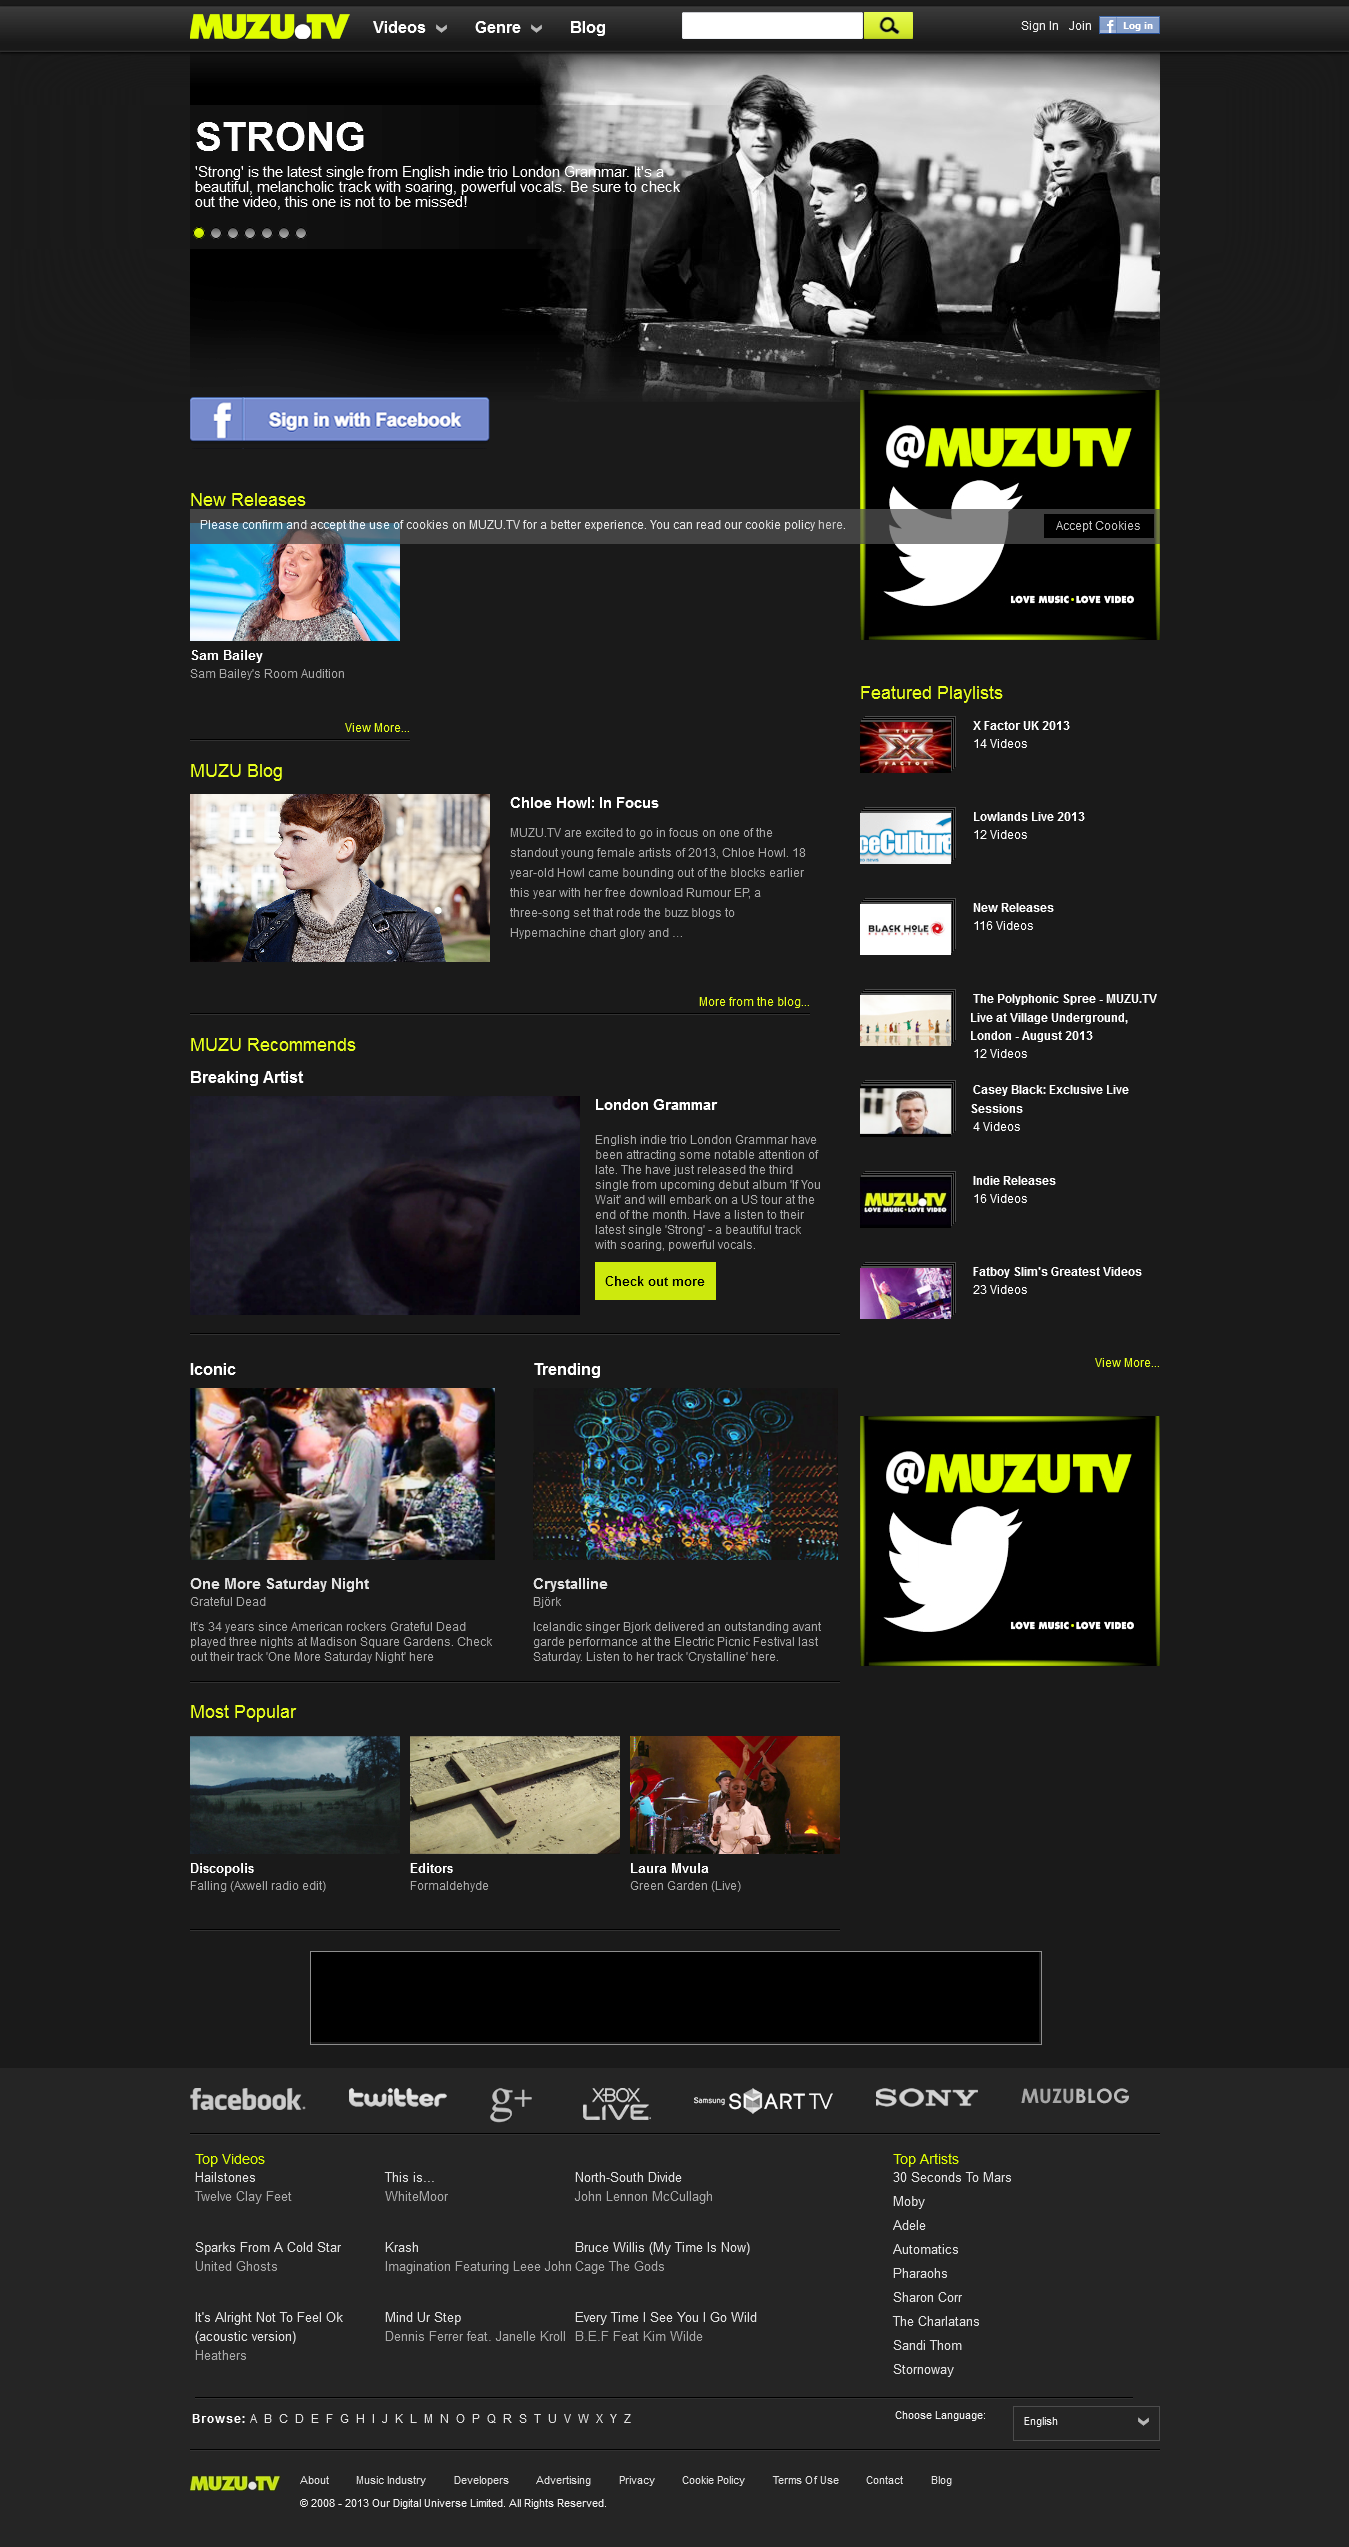 MUZU.TV Videos Genre Blog
Sign In Join Log in
STRONG
'Strong' is the latest single from English indie trio London Grammar. It's a
beautiful, melancholic track with soaring, powerful vocals. Be sure to check
out the video, this one is not to be missed!
Sign in with Facebook
@MUZUTV
LOVE MUSIC·LOVE VIDEO
New Releases
Please confirm and accept the use of cookies on MUZU.TV for a better experience. You can read our cookie policy here.
Accept Cookies
Sam Bailey
Sam Bailey's Room Audition
View More...
MUZU Blog
Chloe Howl: In Focus
MUZU.TV are excited to go in focus on one of the
standout young female artists of 2013, Chloe Howl. 18
year-old Howl came bounding out of the blocks earlier
this year with her free download Rumour EP, a
three-song set that rode the buzz blogs to
Hypemachine chart glory and ...
More from the blog...
MUZU Recommends
Breaking Artist
London Grammar
English indie trio London Grammar have
been attracting some notable attention of
late. The have just released the third
single from upcoming debut album 'If You
Wait' and will embark on a US tour at the
end of the month. Have a listen to their
latest single 'Strong' - a beautiful track
with soaring, powerful vocals.
Check out more
Iconic
One More Saturday Night
Grateful Dead
It's 34 years since American rockers Grateful Dead
played three nights at Madison Square Gardens. Check
out their track 'One More Saturday Night' here
Trending
Crystalline
Björk
Icelandic singer Bjork delivered an outstanding avant
garde performance at the Electric Picnic Festival last
Saturday. Listen to her track 'Crystalline' here.
Most Popular
Discopolis
Falling (Axwell radio edit)
Editors
Formaldehyde
Laura Mvula
Green Garden (Live)
Featured Playlists
THE X FACTOR
X Factor UK 2013
14 Videos
ceCulture
Lowlands Live 2013
12 Videos
BLACK HOLE
RECORDINGS
New Releases
116 Videos
The Polyphonic Spree - MUZU.TV
Live at Village Underground,
London - August 2013
12 Videos
Casey Black: Exclusive Live
Sessions
4 Videos
MUZU.TV
LOVE MUSIC·LOVE VIDEO
Indie Releases
16 Videos
Fatboy Slim's Greatest Videos
23 Videos
View More...
@MUZUTV
LOVE MUSIC·LOVE VIDEO
facebook. twitter g+ XBOX LIVE Samsung SMART TV SONY MUZUBLOG
Top Videos
Hailstones
Twelve Clay Feet
This is...
WhiteMoor
North-South Divide
John Lennon McCullagh
Sparks From A Cold Star
United Ghosts
Krash
Imagination Featuring Leee John
Bruce Willis (My Time Is Now)
Cage The Gods
It's Alright Not To Feel Ok
(acoustic version)
Heathers
Mind Ur Step
Dennis Ferrer feat. Janelle Kroll
Every Time I See You I Go Wild
B.E.F Feat Kim Wilde
Top Artists
30 Seconds To Mars
Moby
Adele
Automatics
Pharaohs
Sharon Corr
The Charlatans
Sandi Thom
Stornoway
Browse: A B C D E F G H I J K L M N O P Q R S T U V W X Y Z
Choose Language: English
MUZU.TV About Music Industry Developers Advertising Privacy Cookie Policy Terms Of Use Contact Blog
© 2008 - 2013 Our Digital Universe Limited. All Rights Reserved.